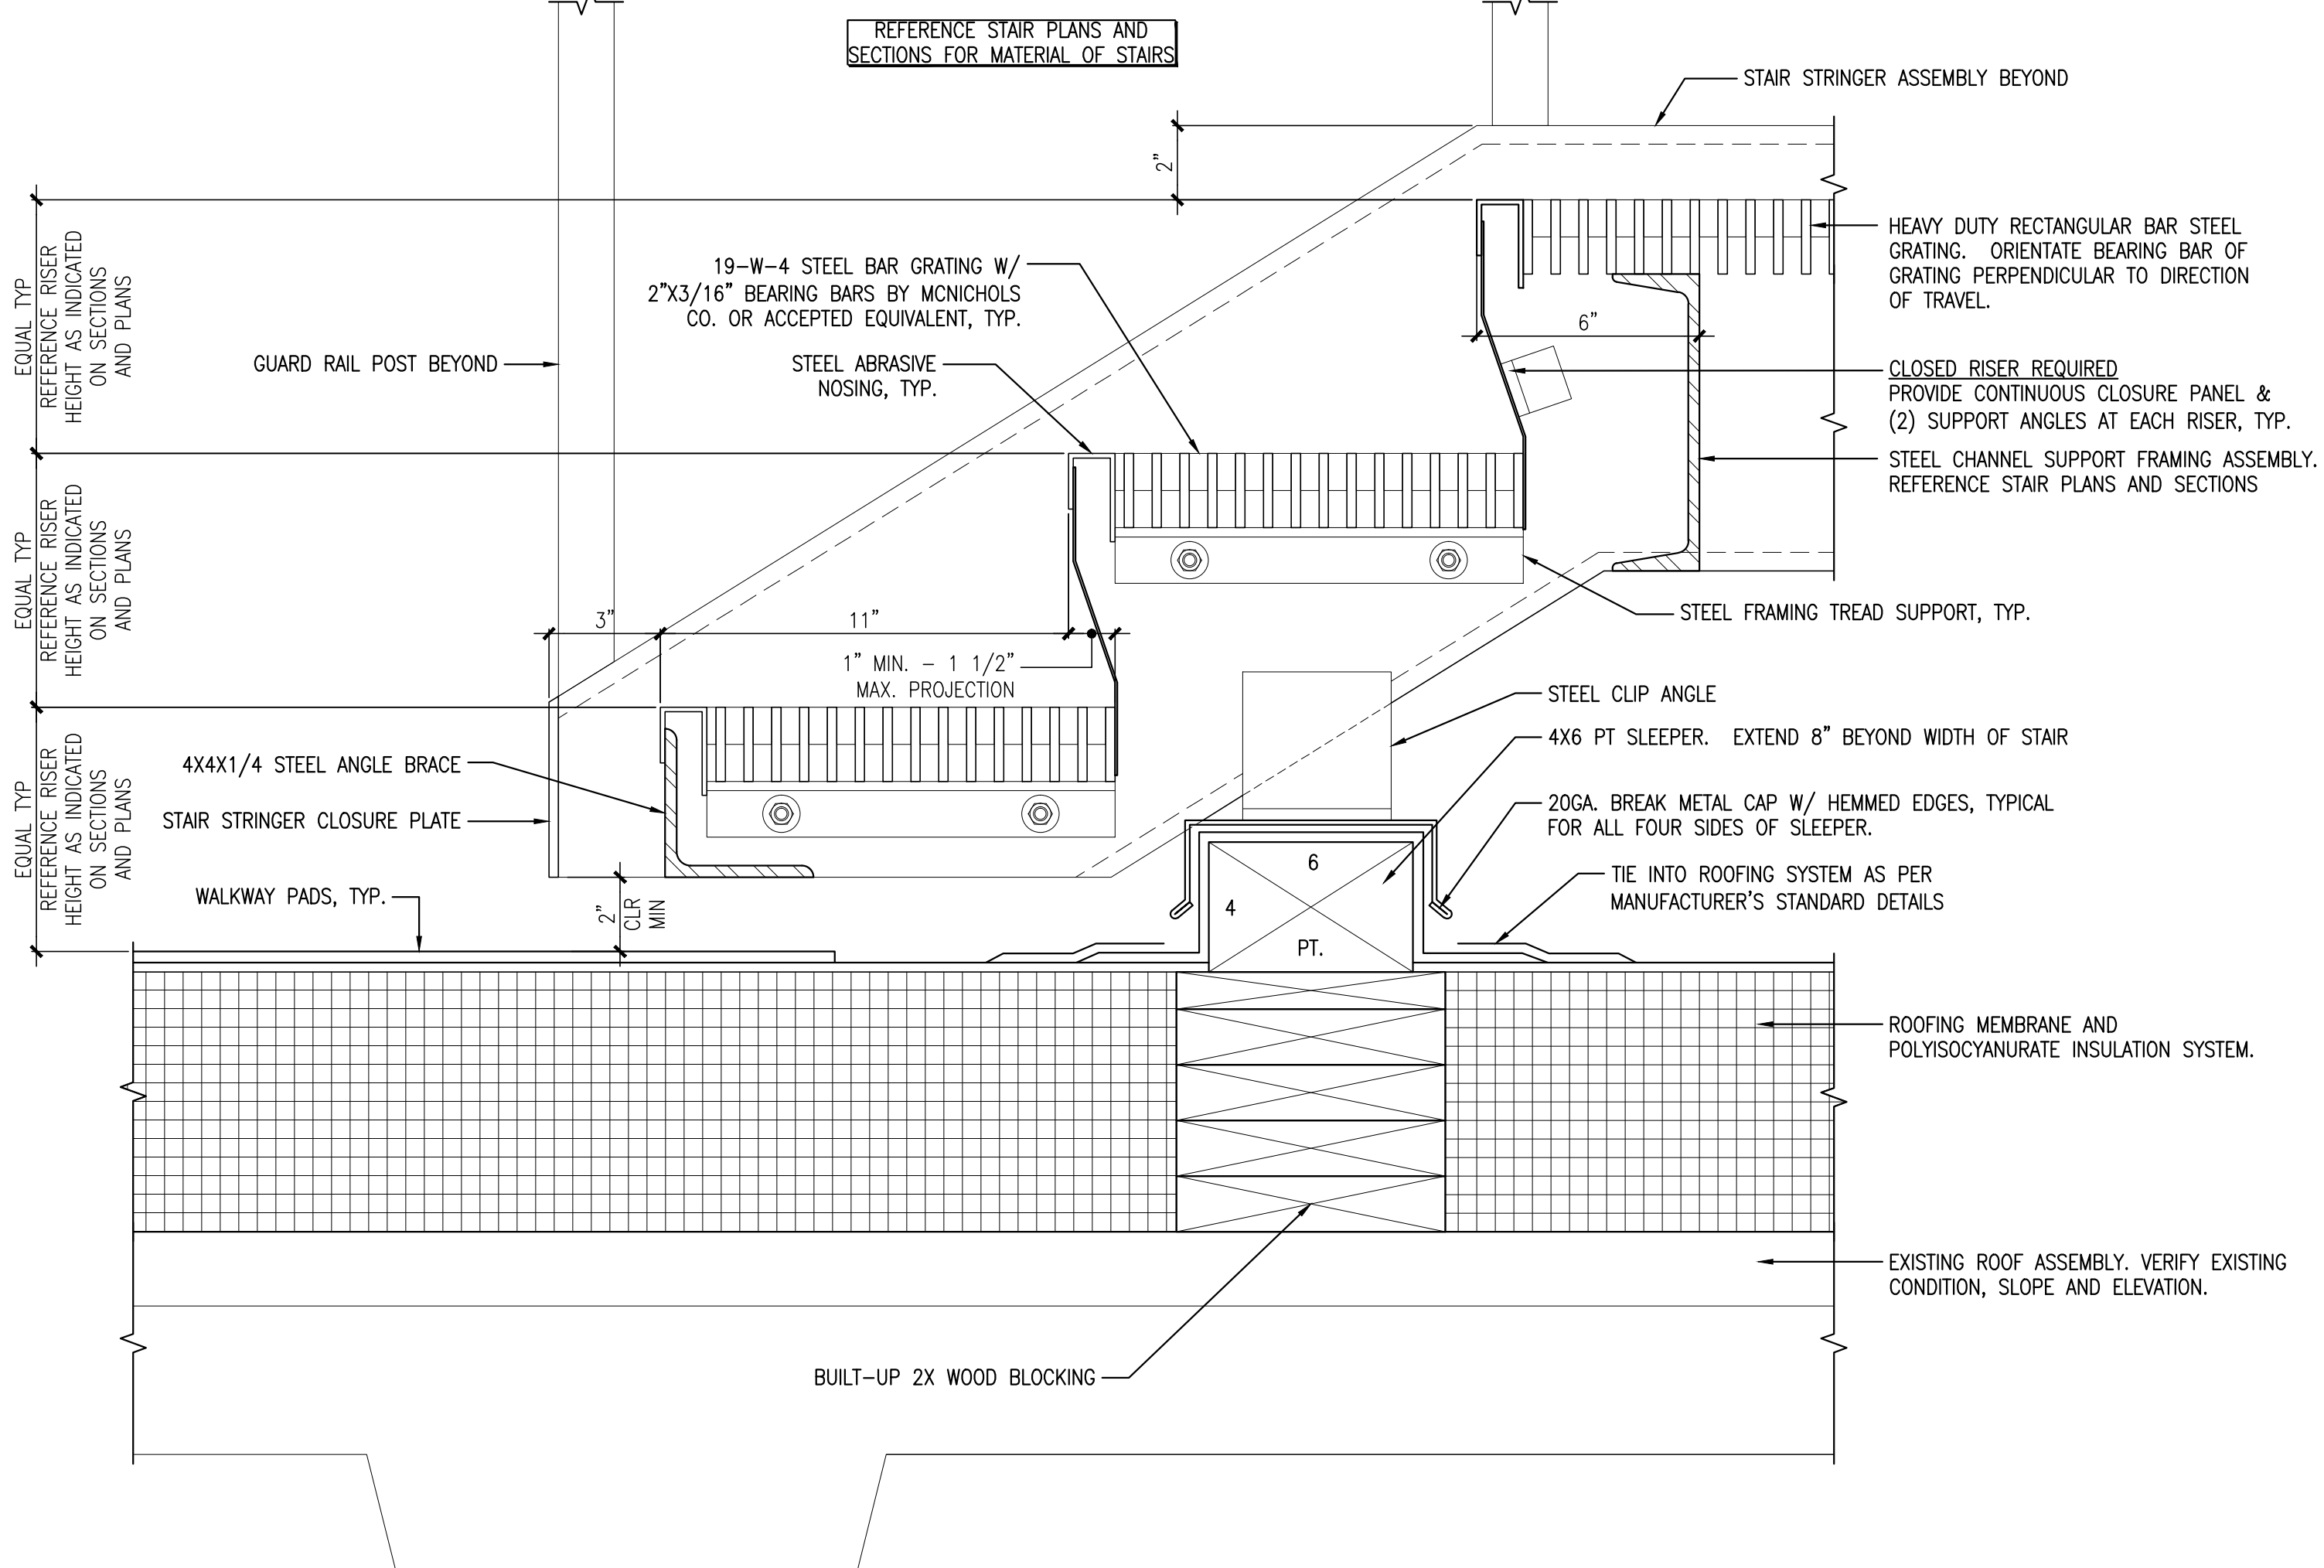 REFERENCE STAIR PLANS AND
SECTIONS FOR MATERIAL OF STAIRS
STAIR STRINGER ASSEMBLY BEYOND
2"
HEAVY DUTY RECTANGULAR BAR STEEL
GRATING. ORIENTATE BEARING BAR OF
GRATING PERPENDICULAR TO DIRECTION
OF TRAVEL.
19-W-4 STEEL BAR GRATING W/
2"X3/16" BEARING BARS BY MCNICHOLS
CO. OR ACCEPTED EQUIVALENT, TYP.
6"
EQUAL TYP
REFERENCE RISER
HEIGHT AS INDICATED
ON SECTIONS
AND PLANS
GUARD RAIL POST BEYOND
STEEL ABRASIVE
NOSING, TYP.
CLOSED RISER REQUIRED
PROVIDE CONTINUOUS CLOSURE PANEL &
(2) SUPPORT ANGLES AT EACH RISER, TYP.
STEEL CHANNEL SUPPORT FRAMING ASSEMBLY.
REFERENCE STAIR PLANS AND SECTIONS
EQUAL TYP
REFERENCE RISER
HEIGHT AS INDICATED
ON SECTIONS
AND PLANS
3"
11"
STEEL FRAMING TREAD SUPPORT, TYP.
1" MIN. - 1 1/2"
MAX. PROJECTION
STEEL CLIP ANGLE
4X6 PT SLEEPER. EXTEND 8" BEYOND WIDTH OF STAIR
4X4X1/4 STEEL ANGLE BRACE
20GA. BREAK METAL CAP W/ HEMMED EDGES, TYPICAL
FOR ALL FOUR SIDES OF SLEEPER.
STAIR STRINGER CLOSURE PLATE
EQUAL TYP
REFERENCE RISER
HEIGHT AS INDICATED
ON SECTIONS
AND PLANS
6
4
PT.
TIE INTO ROOFING SYSTEM AS PER
MANUFACTURER'S STANDARD DETAILS
WALKWAY PADS, TYP.
2"
CLR
MIN
ROOFING MEMBRANE AND
POLYISOCYANURATE INSULATION SYSTEM.
EXISTING ROOF ASSEMBLY. VERIFY EXISTING
CONDITION, SLOPE AND ELEVATION.
BUILT-UP 2X WOOD BLOCKING